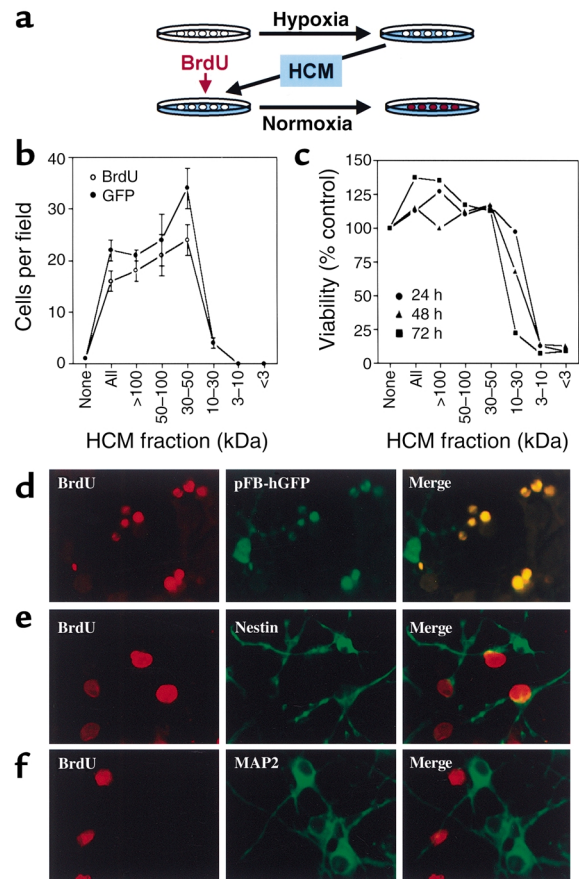 a
Hypoxia
BrdU
HCM
Normoxia
b
40
30
20
10
0
Cells per field
BrdU
GFP
None
All
>100
50–100
30–50
10–30
3–10
<3
HCM fraction (kDa)
c
150
125
100
75
50
25
0
Viability (% control)
24 h
48 h
72 h
None
All
>100
50–100
30–50
10–30
3–10
<3
HCM fraction (kDa)
d
BrdU
pFB-hGFP
Merge
e
BrdU
Nestin
Merge
f
BrdU
MAP2
Merge